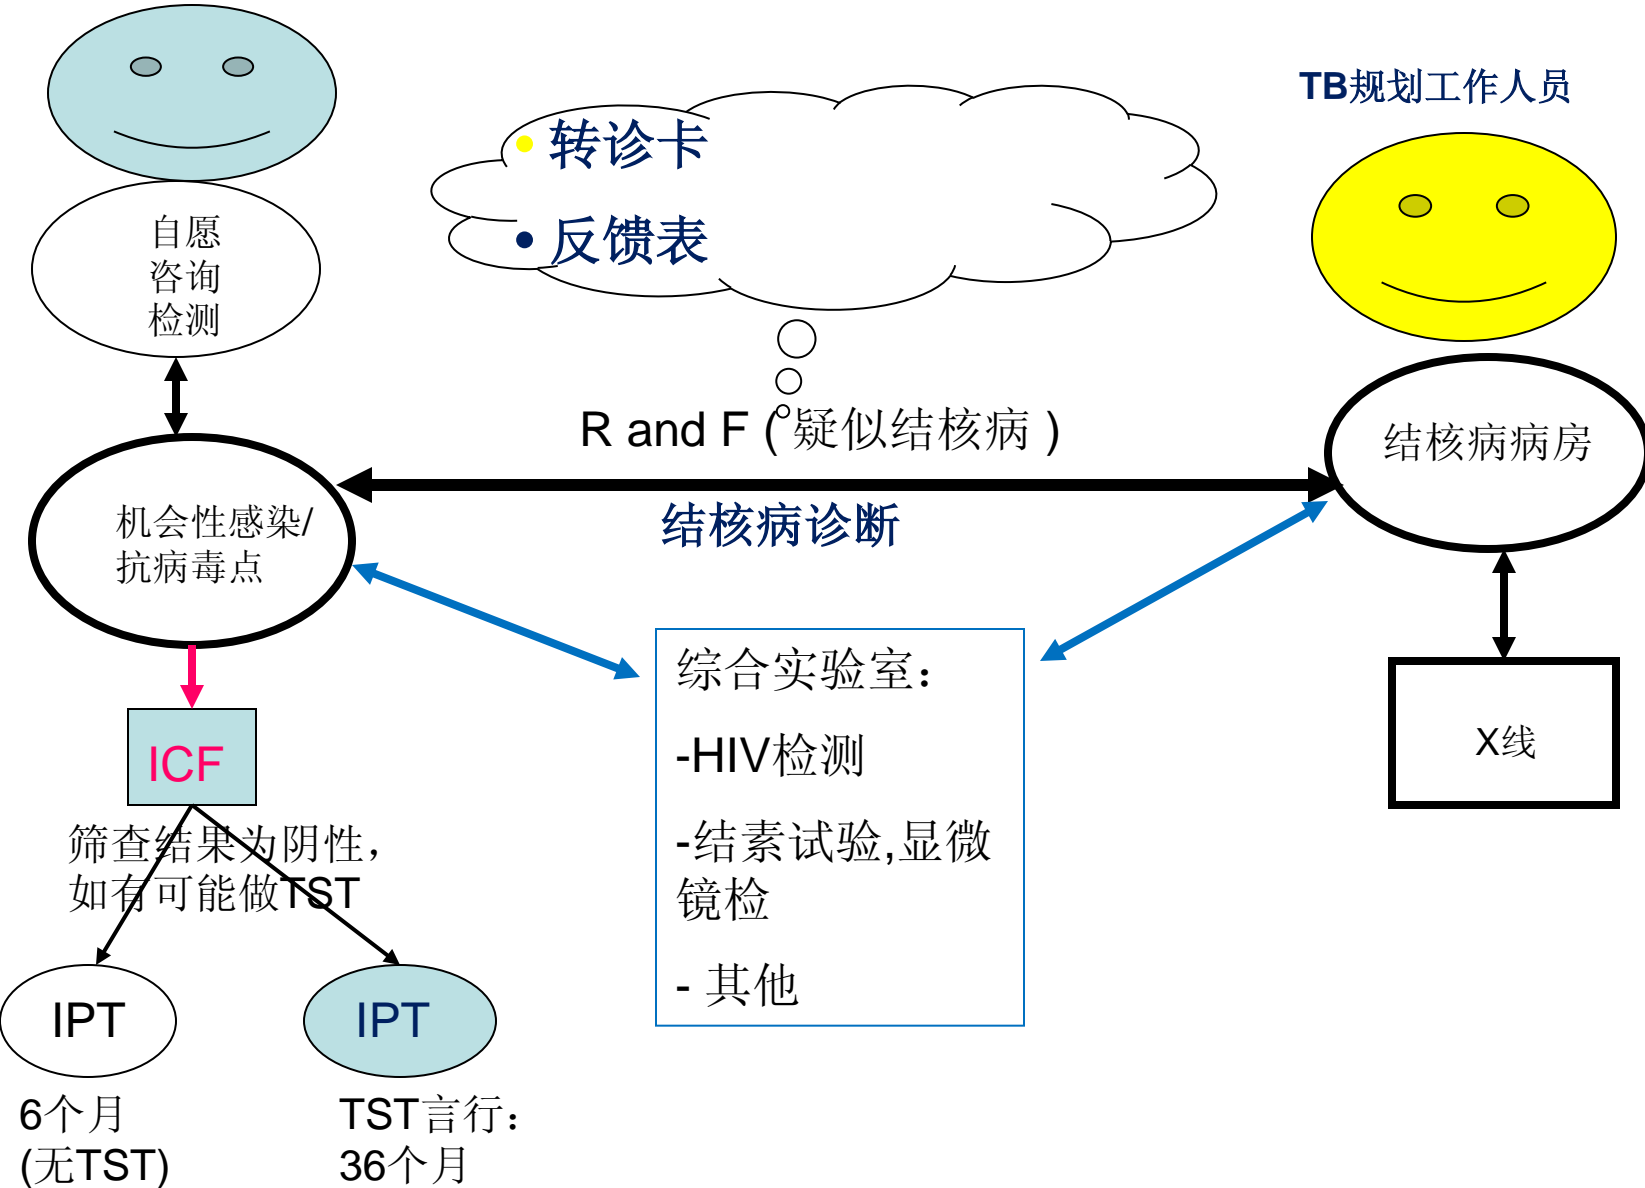 TB规划工作人员
• 转诊卡
• 反馈表
自愿
咨询
检测
R and F ( 疑似结核病 )
结核病病房
结核病诊断
机会性感染/
抗病毒点
综合实验室：
-HIV检测
-结素试验,显微
镜检
- 其他
X线
ICF
筛查结果为阴性，
如有可能做TST
IPT
IPT
6个月
(无TST)
TST言行：
36个月